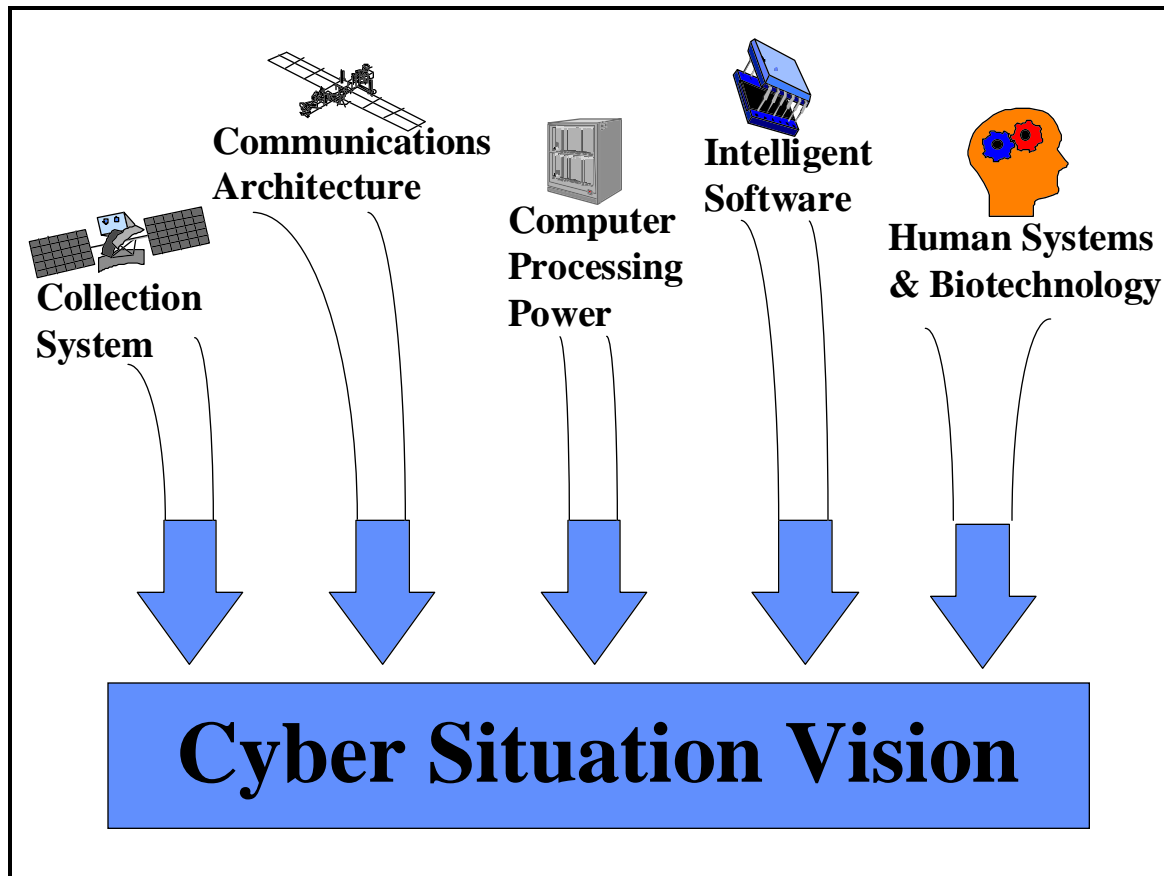 Collection
System
Communications
Architecture
Computer
Processing
Power
Intelligent
Software
Human Systems
& Biotechnology
Cyber Situation Vision